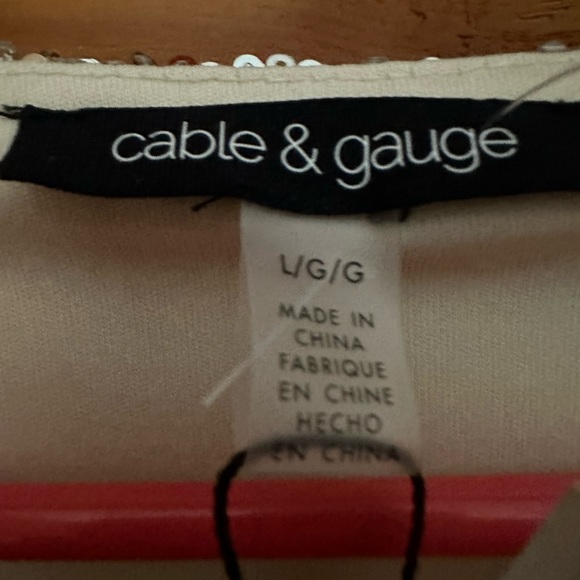 cable & gauge
L/G/G
MADE IN
CHINA
FABRIQUE
EN CHINE
HECHO
EN CHINA